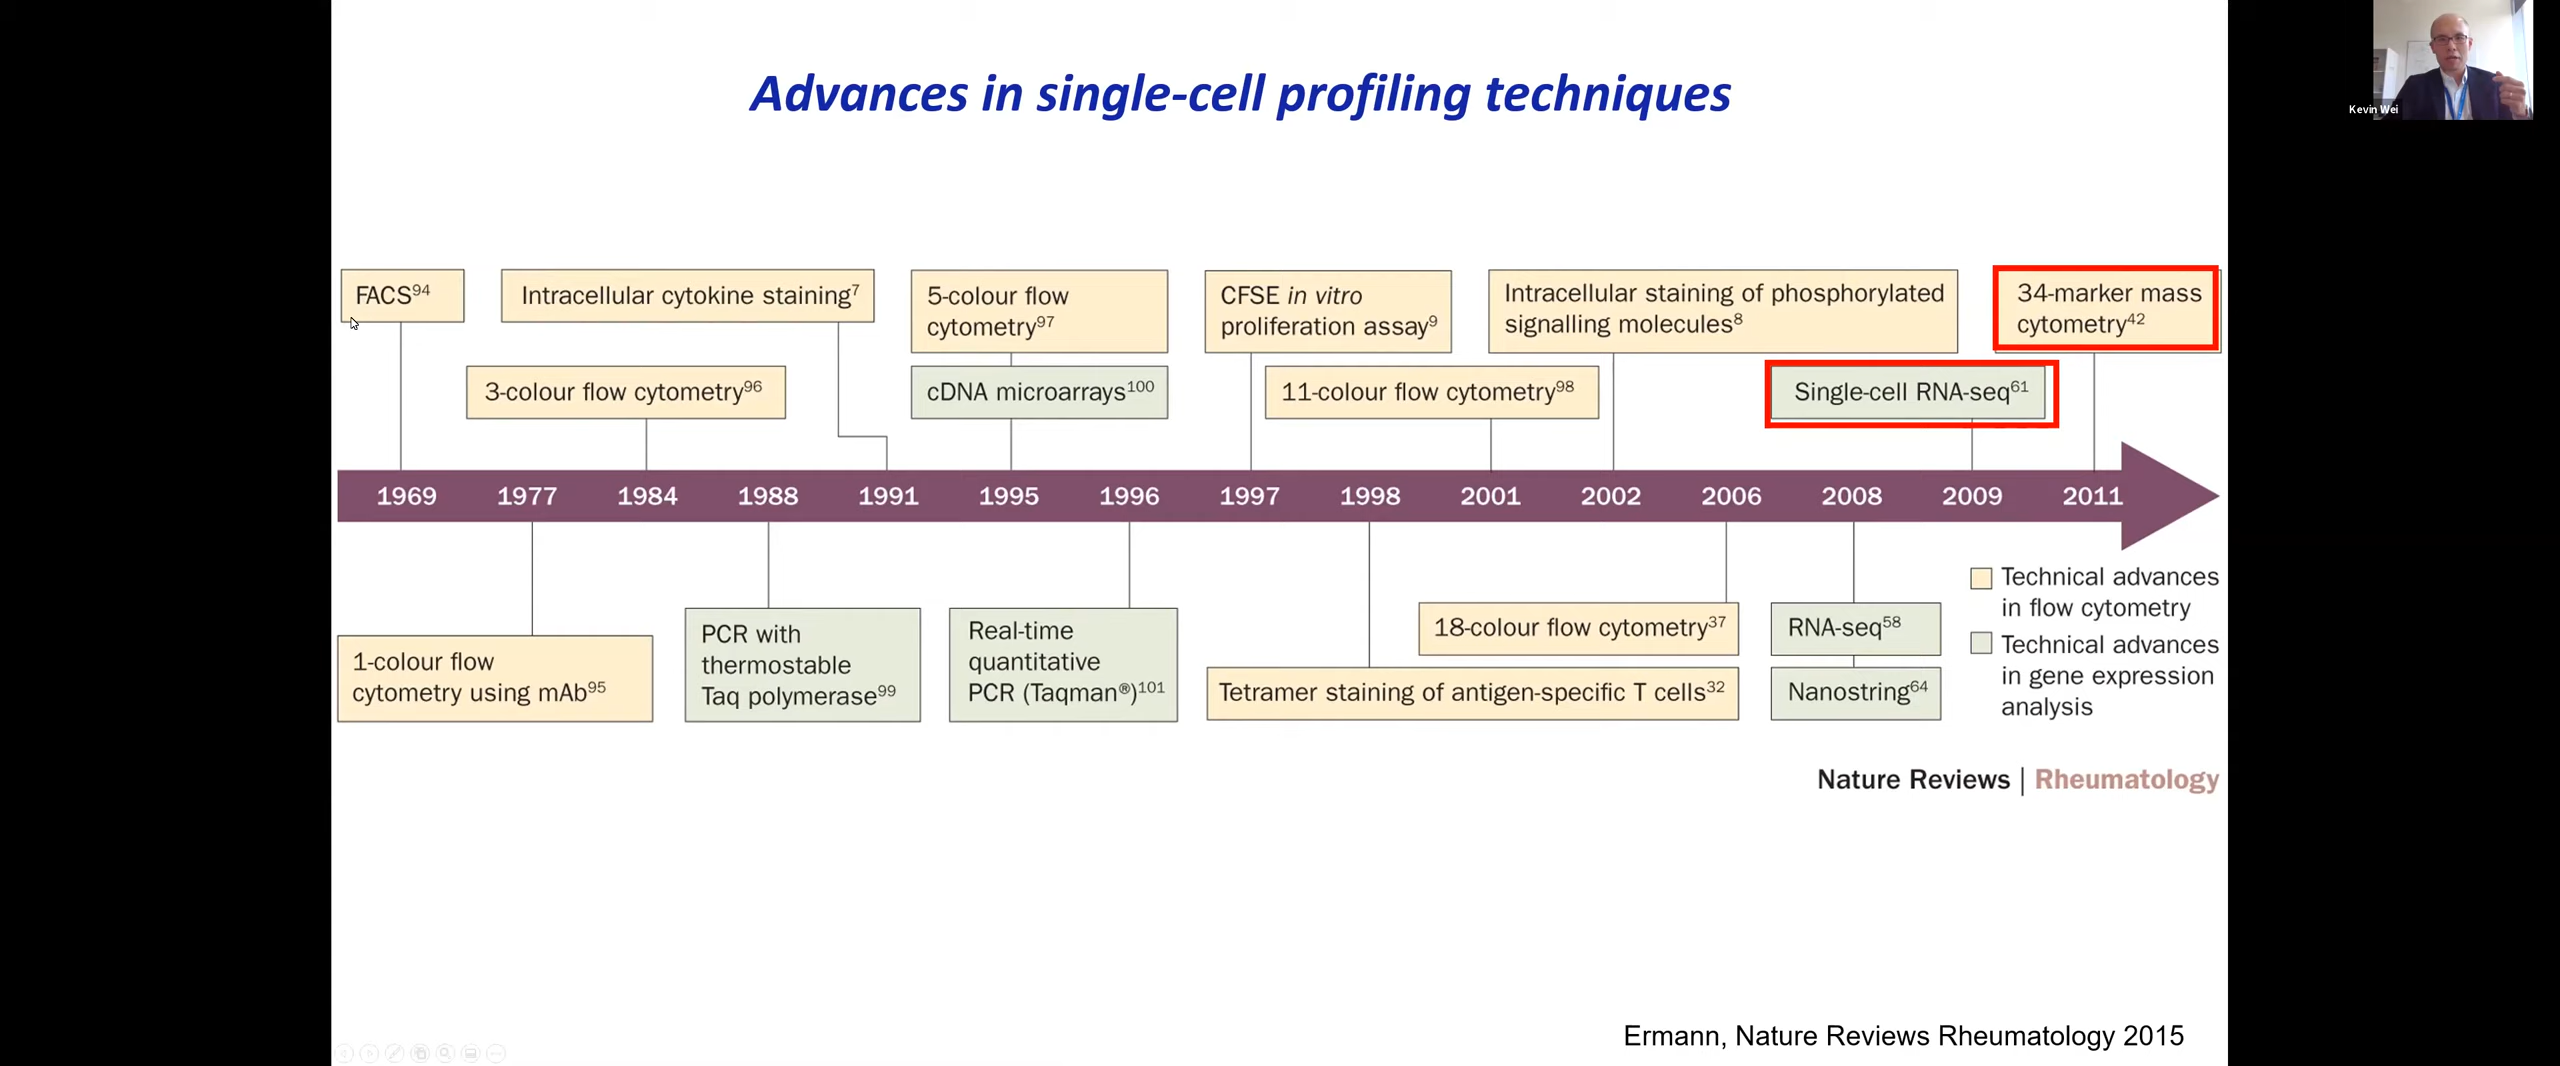 Advances in single-cell profiling techniques
Kevin Wei
FACS94
Intracellular cytokine staining7
5-colour flow
cytometry97
CFSE in vitro
proliferation assay9
Intracellular staining of phosphorylated
signalling molecules8
34-marker mass
cytometry42
3-colour flow cytometry96
cDNA microarrays100
11-colour flow cytometry98
Single-cell RNA-seq61
1969 1977 1984 1988 1991 1995 1996 1997 1998 2001 2002 2006 2008 2009 2011
1-colour flow
cytometry using mAb95
PCR with
thermostable
Taq polymerase99
Real-time
quantitative
PCR (Taqman®)101
18-colour flow cytometry37
Tetramer staining of antigen-specific T cells32
RNA-seq58
Nanostring64
Technical advances
in flow cytometry
Technical advances
in gene expression
analysis
Nature Reviews | Rheumatology
Ermann, Nature Reviews Rheumatology 2015